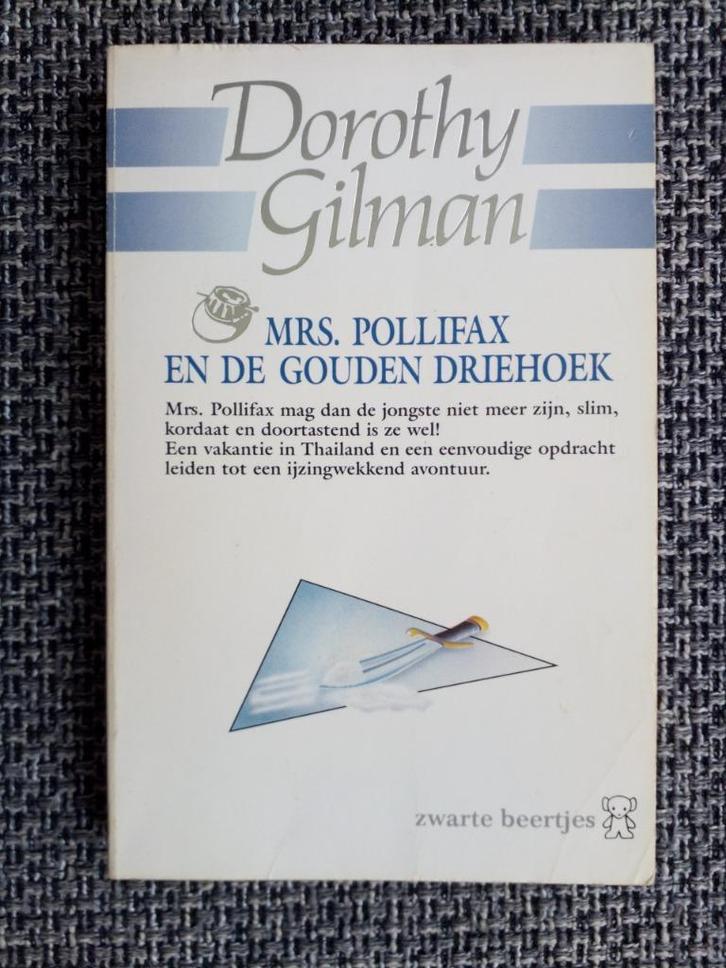 Dorothy
Gilman
MRS. POLLIFAX
EN DE GOUDEN DRIEHOEK
Mrs. Pollifax mag dan de jongste niet meer zijn, slim,
kordaat en doortastend is ze wel!
Een vakantie in Thailand en een eenvoudige opdracht
leiden tot een ijzingwekkend avontuur.
zwarte beertjes